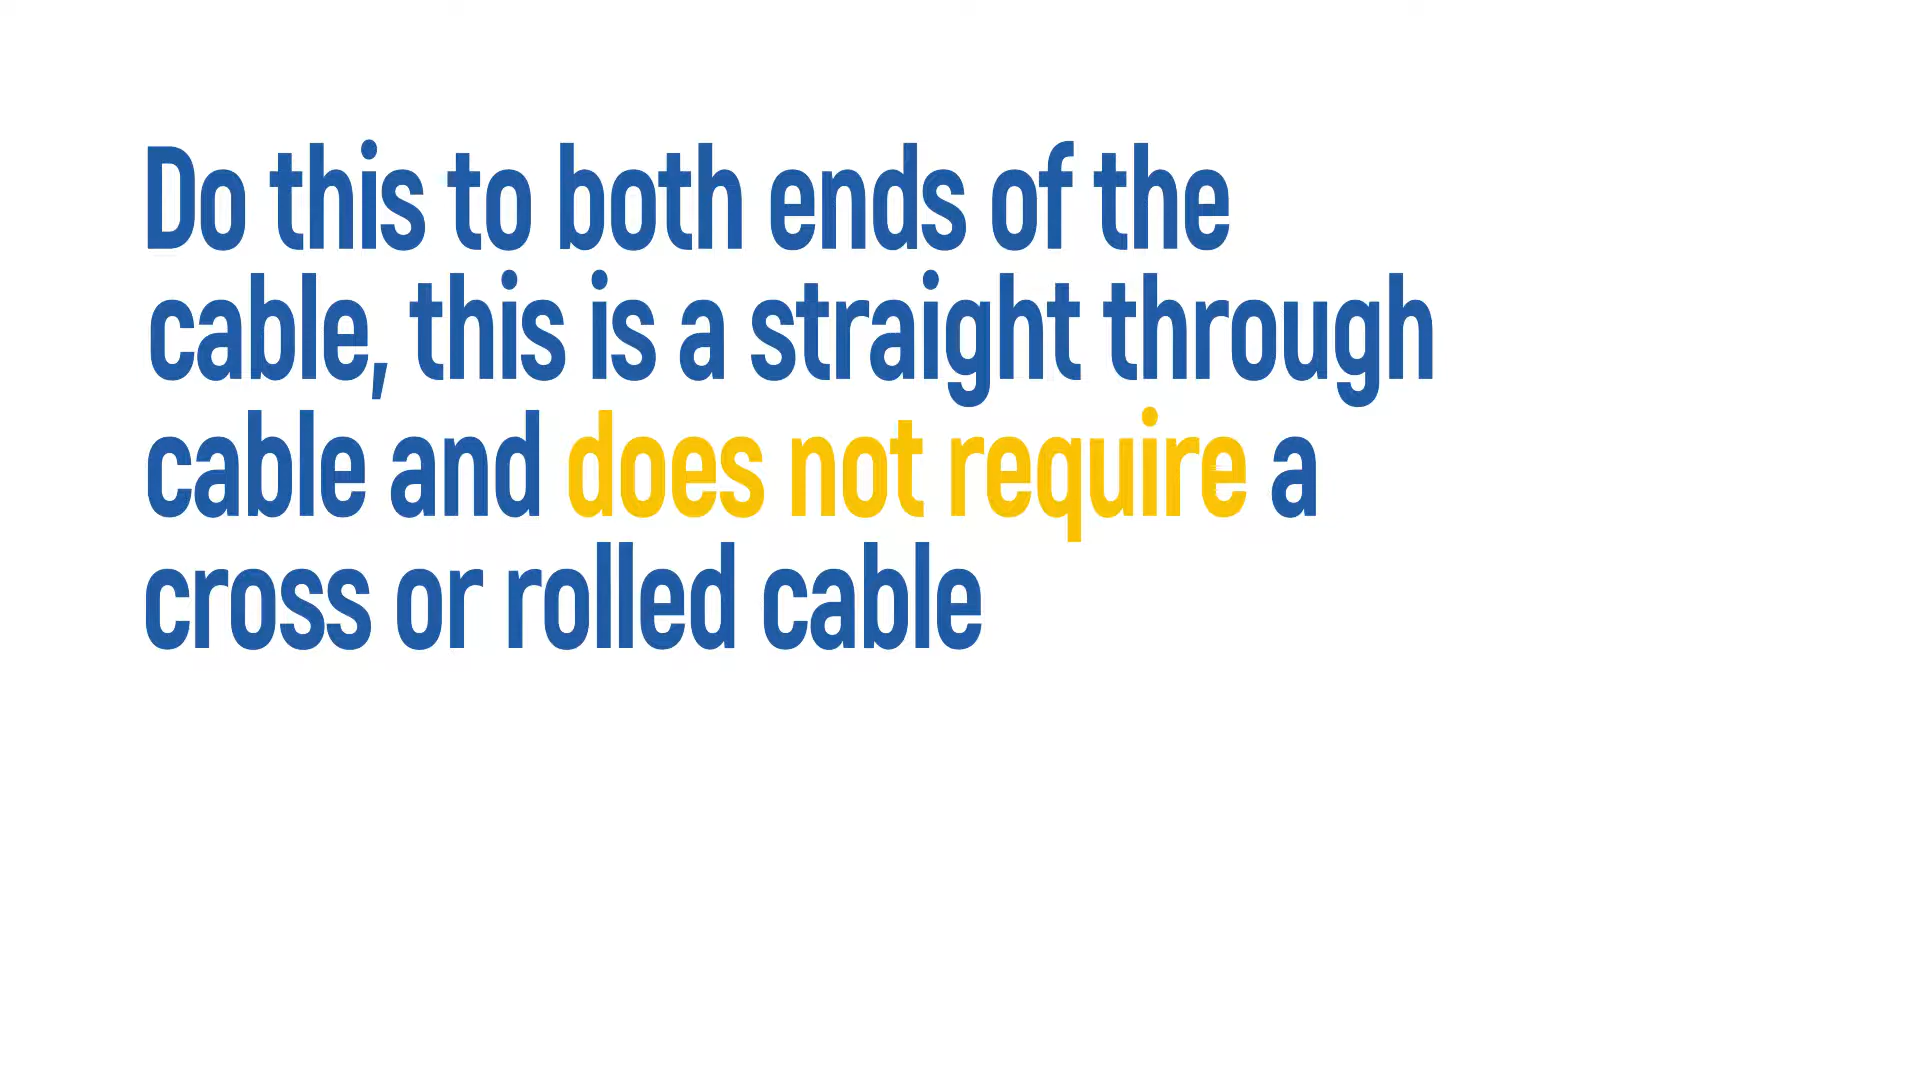 Do this to both ends of the
cable, this is a straight through
cable and does not require a
cross or rolled cable